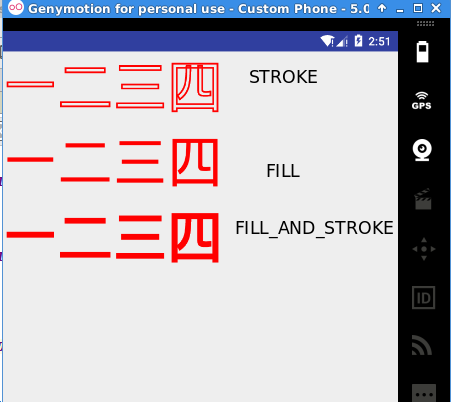 Genymotion for personal use - Custom Phone - 5.0
2:51
一二三四 STROKE
GPS
一二三四 FILL
一二三四 FILL_AND_STROKE
ID